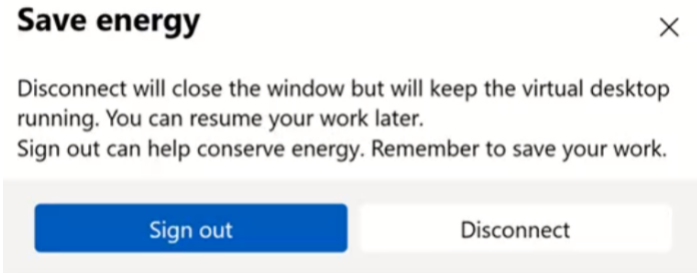 Save energy
Disconnect will close the window but will keep the virtual desktop
running. You can resume your work later.
Sign out can help conserve energy. Remember to save your work.
Sign out
Disconnect